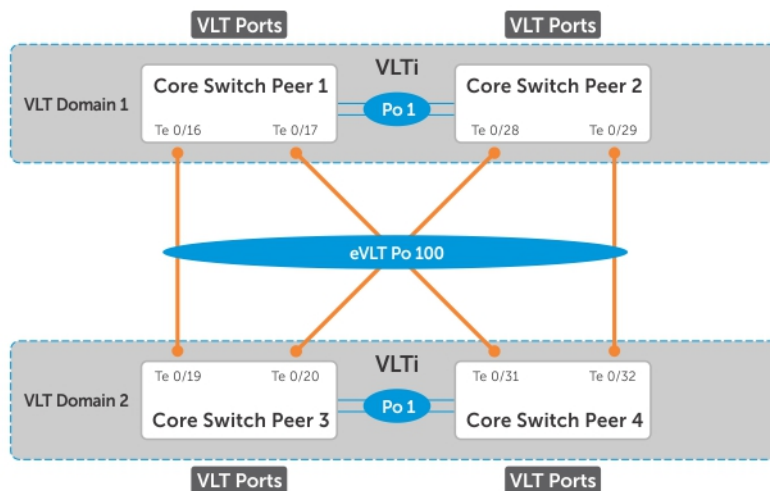 VLT Ports
VLT Ports
VLTi
VLT Domain 1
Core Switch Peer 1
Po 1
Core Switch Peer 2
Te 0/16
Te 0/17
Te 0/28
Te 0/29
eVLT Po 100
VLTi
Te 0/19
Te 0/20
Te 0/31
Te 0/32
VLT Domain 2
Core Switch Peer 3
Po 1
Core Switch Peer 4
VLT Ports
VLT Ports